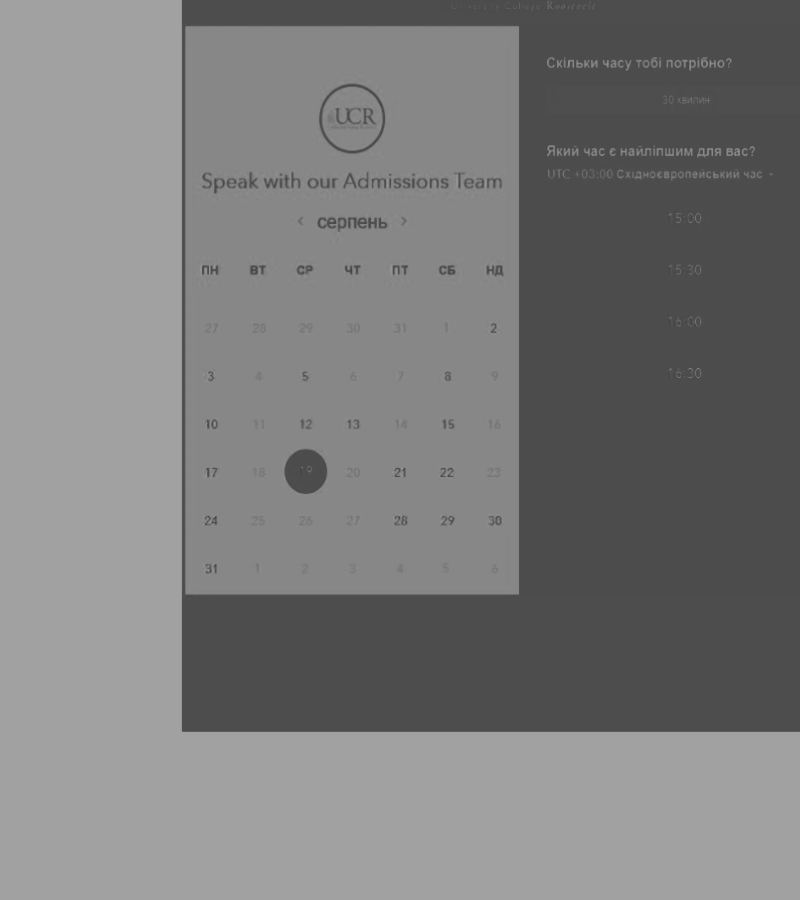 University College Roosevelt
UCR
Speak with our Admissions Team
< серпень >
ПН ВТ СР ЧТ ПТ СБ НД
27 28 29 30 31 1 2
3 4 5 6 7 8 9
10 11 12 13 14 15 16
17 18 19 20 21 22 23
24 25 26 27 28 29 30
31 1 2 3 4 5 6
Скільки часу тобі потрібно?
30 хвилин
Який час є найліпшим для вас?
UTC +03:00 Східноєвропейський час
15:00
15:30
16:00
16:30